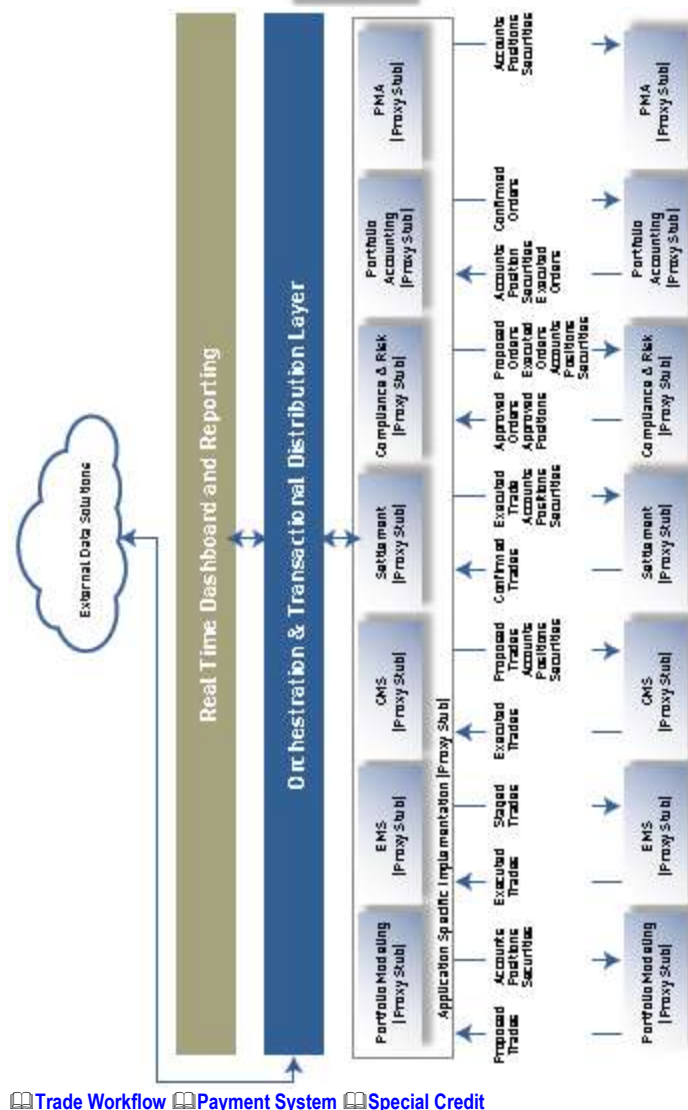 External Data Solutions
Real Time Dashboard and Reporting
Orchestration & Transactional Distribution Layer
Portfolio Modeling
|Proxy Stub|
EMS
|Proxy Stub|
OMS
|Proxy Stub|
Settlement
|Proxy Stub|
Compliance & Risk
|Proxy Stub|
Portfolio
Accounting
|Proxy Stub|
PMA
|Proxy Stub|
Application Specific Implementation |Proxy Stub|
Proposed
Trades
Accounts
Positions
Securities
Executed
Trades
Staged
Trades
Executed
Trades
Proposed
Trades
Accounts
Positions
Securities
Confirmed
Trades
Executed
Trade
Accounts
Positions
Securities
Approved
Orders
Approved
Positions
Proposed
Orders
Executed
Orders
Accounts
Positions
Securities
Accounts
Position
Securities
Executed
Orders
Confirmed
Orders
Accounts
Positions
Securities
Portfolio Modeling
|Proxy Stub|
EMS
|Proxy Stub|
OMS
|Proxy Stub|
Settlement
|Proxy Stub|
Compliance & Risk
|Proxy Stub|
Portfolio
Accounting
|Proxy Stub|
PMA
|Proxy Stub|
Trade Workflow Payment System Special Credit